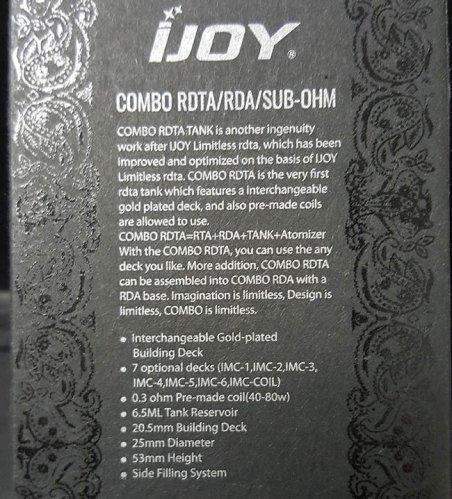 iJOY®
COMBO RDTA/RDA/SUB-OHM
COMBO RDTA TANK is another ingenuity
work after IJOY Limitless rdta, which has been
improved and optimized on the basis of IJOY
Limitless rdta. COMBO RDTA is the very first
rdta tank which features a interchangeable
gold plated deck, and also pre-made coils
are allowed to use.
COMBO RDTA=RTA+RDA+TANK+Atomizer
With the COMBO RDTA, you can use the any
deck you like. More addition, COMBO RDTA
can be assembled into COMBO RDA with a
RDA base. Imagination is limitless, Design is
limitless, COMBO is limitless.
• Interchangeable Gold-plated
Building Deck
• 7 optional decks (IMC-1,IMC-2,IMC-3,
IMC-4,IMC-5,IMC-6,IMC-COIL)
• 0.3 ohm Pre-made coil(40-80w)
• 6.5ML Tank Reservoir
• 20.5mm Building Deck
• 25mm Diameter
• 53mm Height
• Side Filling System